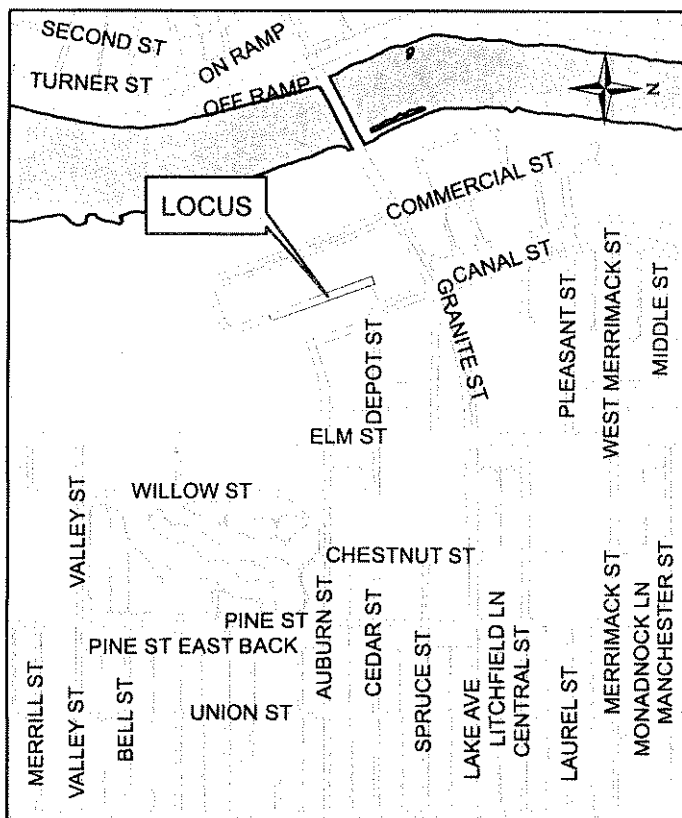 SECOND ST
TURNER ST
ON RAMP
OFF RAMP
N
LOCUS
COMMERCIAL ST
CANAL ST
GRANITE ST
DEPOT ST
PLEASANT ST
WEST MERRIMACK ST
MIDDLE ST
ELM ST
WILLOW ST
VALLEY ST
CHESTNUT ST
PINE ST
PINE ST EAST BACK
AUBURN ST
CEDAR ST
SPRUCE ST
LAKE AVE
LITCHFIELD LN
CENTRAL ST
LAUREL ST
MERRIMACK ST
MONADNOCK LN
MANCHESTER ST
MERRILL ST
VALLEY ST
BELL ST
UNION ST